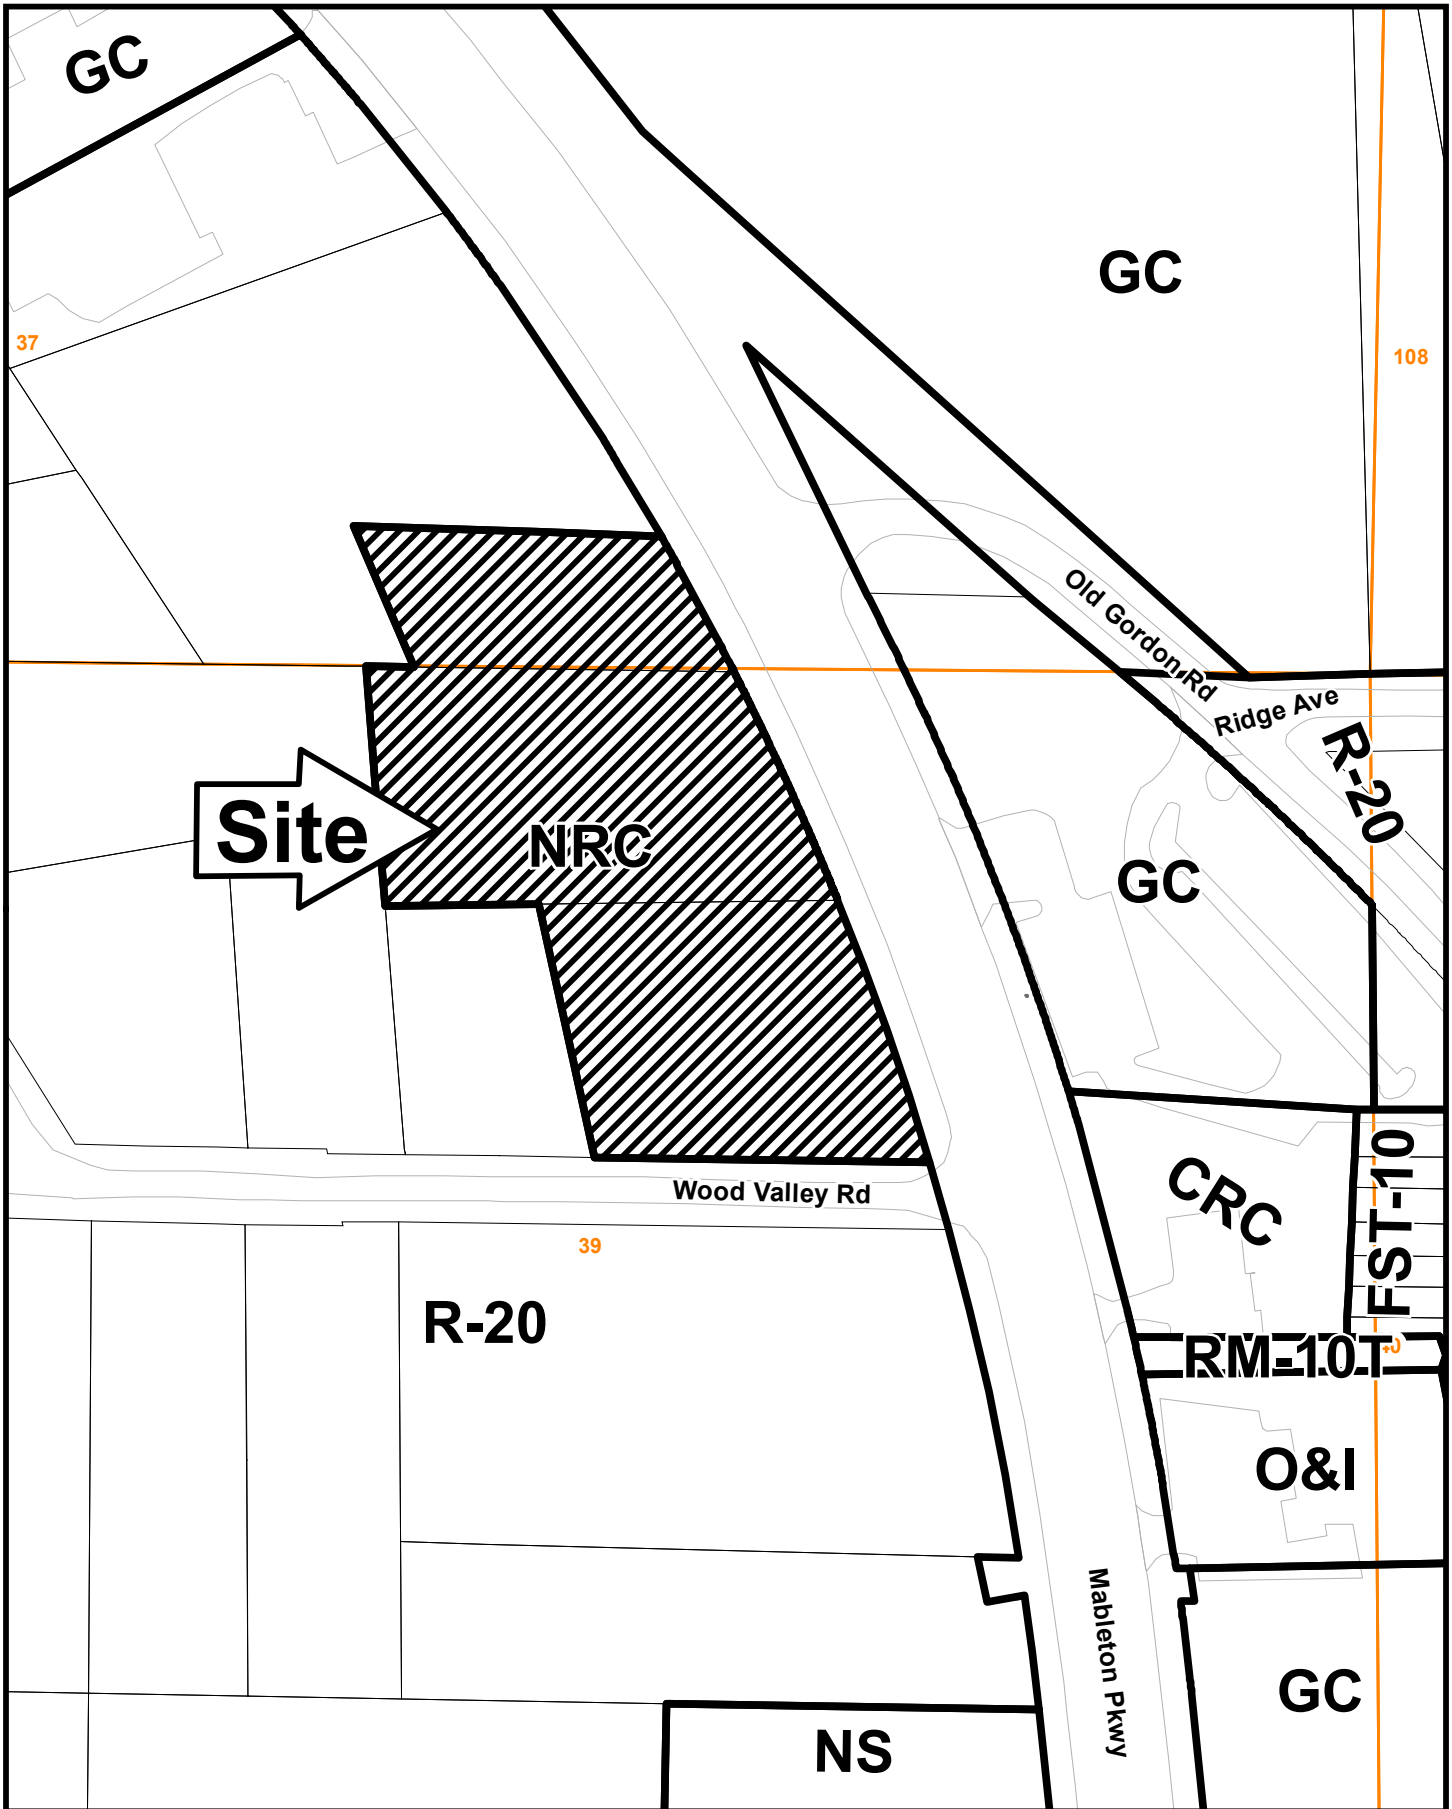 GC
GC
37
108
Old Gordon Rd
Ridge Ave
R-20
Site
NRC
GC
Wood Valley Rd
CRC
FST-10
39
R-20
RM-10T
40
O&I
Mableton Pkwy
GC
NS